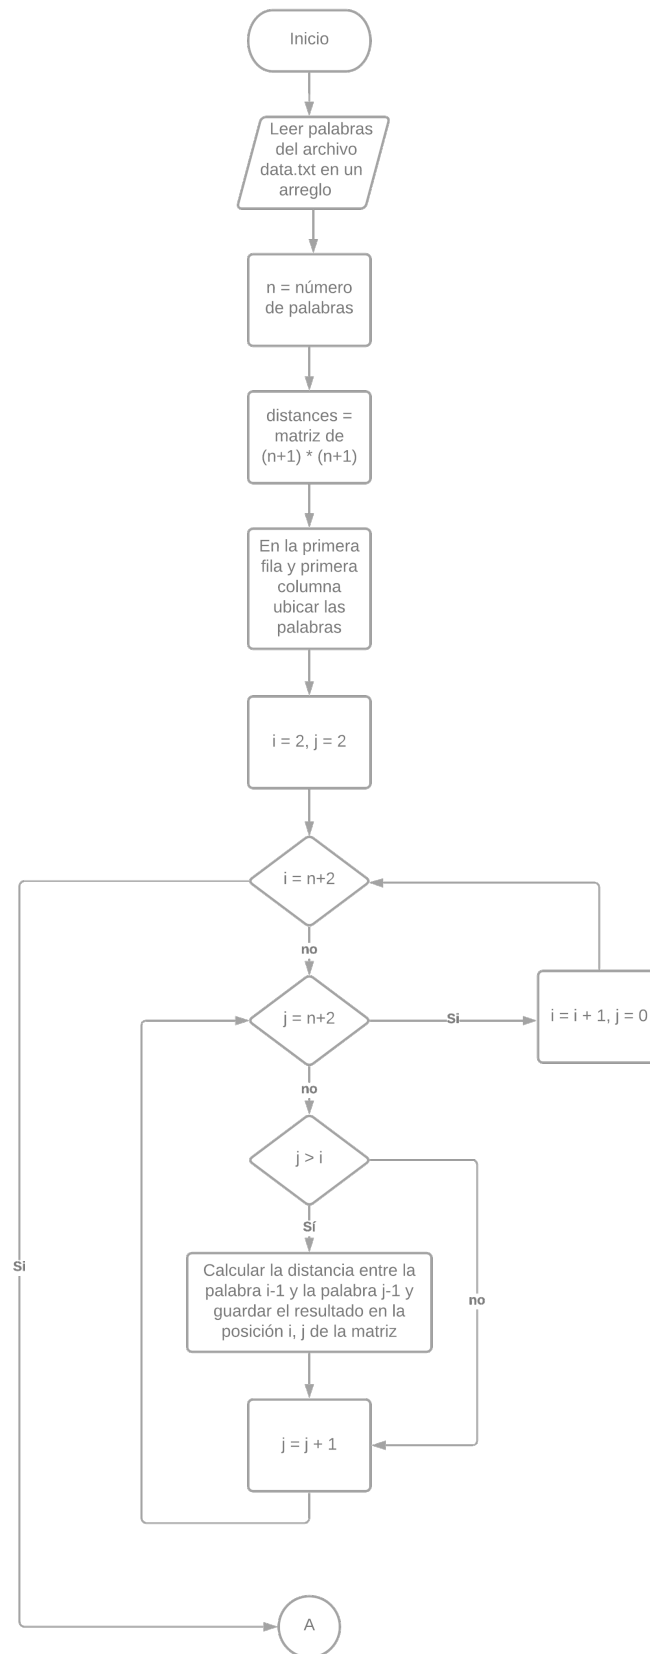 Inicio
Leer palabras
del archivo
data.txt en un
arreglo
n = número
de palabras
distances =
matriz de
(n+1) * (n+1)
En la primera
fila y primera
columna
ubicar las
palabras
i = 2, j = 2
i = n+2
no
j = n+2
Si
i = i + 1, j = 0
no
j > i
Sí
Si
Calcular la distancia entre la
palabra i-1 y la palabra j-1 y
guardar el resultado en la
posición i, j de la matriz
no
j = j + 1
A